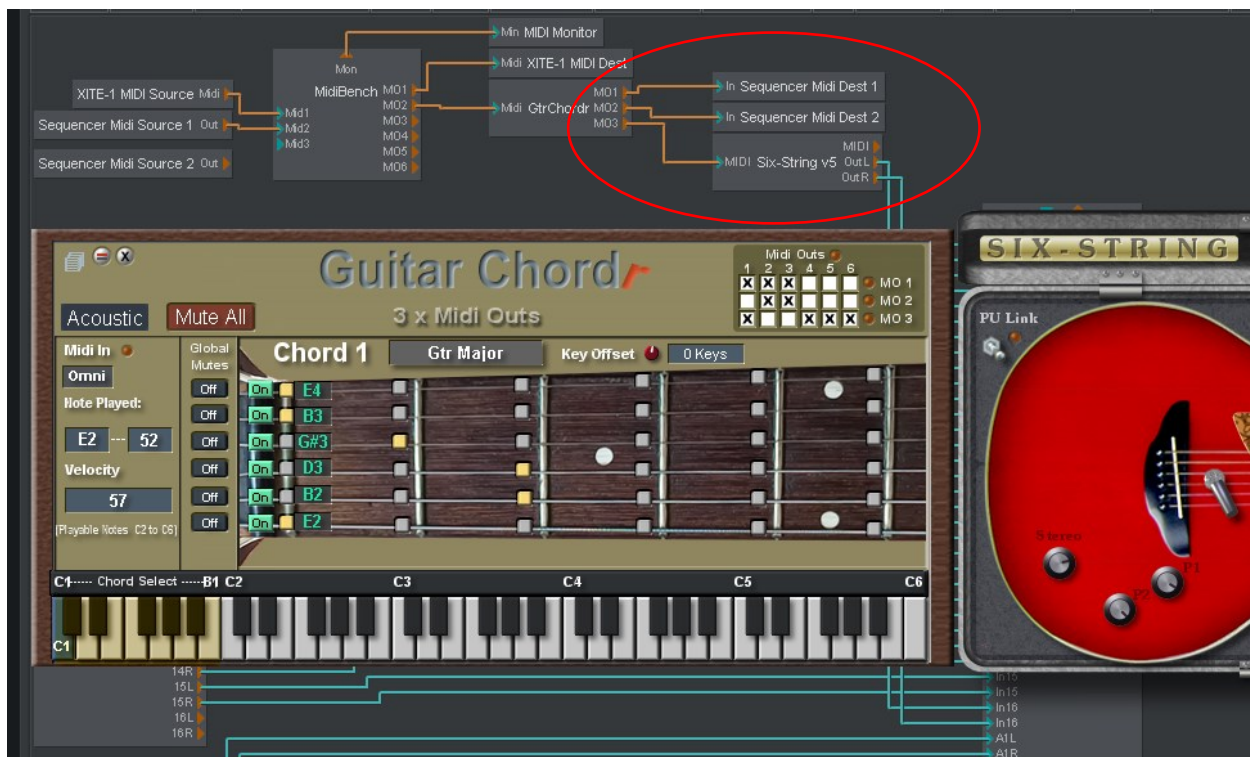 Min MIDI Monitor
Mon
Midi XITE-1 MIDI Dest
MidiBench MO1
MO2
MO3
MO4
MO5
MO6
XITE-1 MIDI Source Midi
Mid1
Mid2
Mid3
Sequencer Midi Source 1 Out
Sequencer Midi Source 2 Out
Midi GtrChordr MO1
MO2
MO3
In Sequencer Midi Dest 1
In Sequencer Midi Dest 2
MIDI
MIDI Six-String v5 OutL
OutR
Guitar Chordr
3 x Midi Outs
Acoustic
Mute All
Midi Outs
1 2 3 4 5 6
X X X MO 1
X X MO 2
X X X X MO 3
SIX-STRING
PU Link
Midi In
Omni
Note Played:
E2 --- 52
Velocity
57
(Playable Notes C2 to C6)
Global
Mutes
Off
Off
Off
Off
Off
Off
Chord 1
Gtr Major
Key Offset
0 Keys
On E4
On B3
On G#3
On D3
On B2
On E2
Stereo
P1
P2
C1----- Chord Select -----B1 C2 C3 C4 C5 C6
C1
14R
15L
15R
16L
16R
In15
In15
In16
In16
A1L
A1R